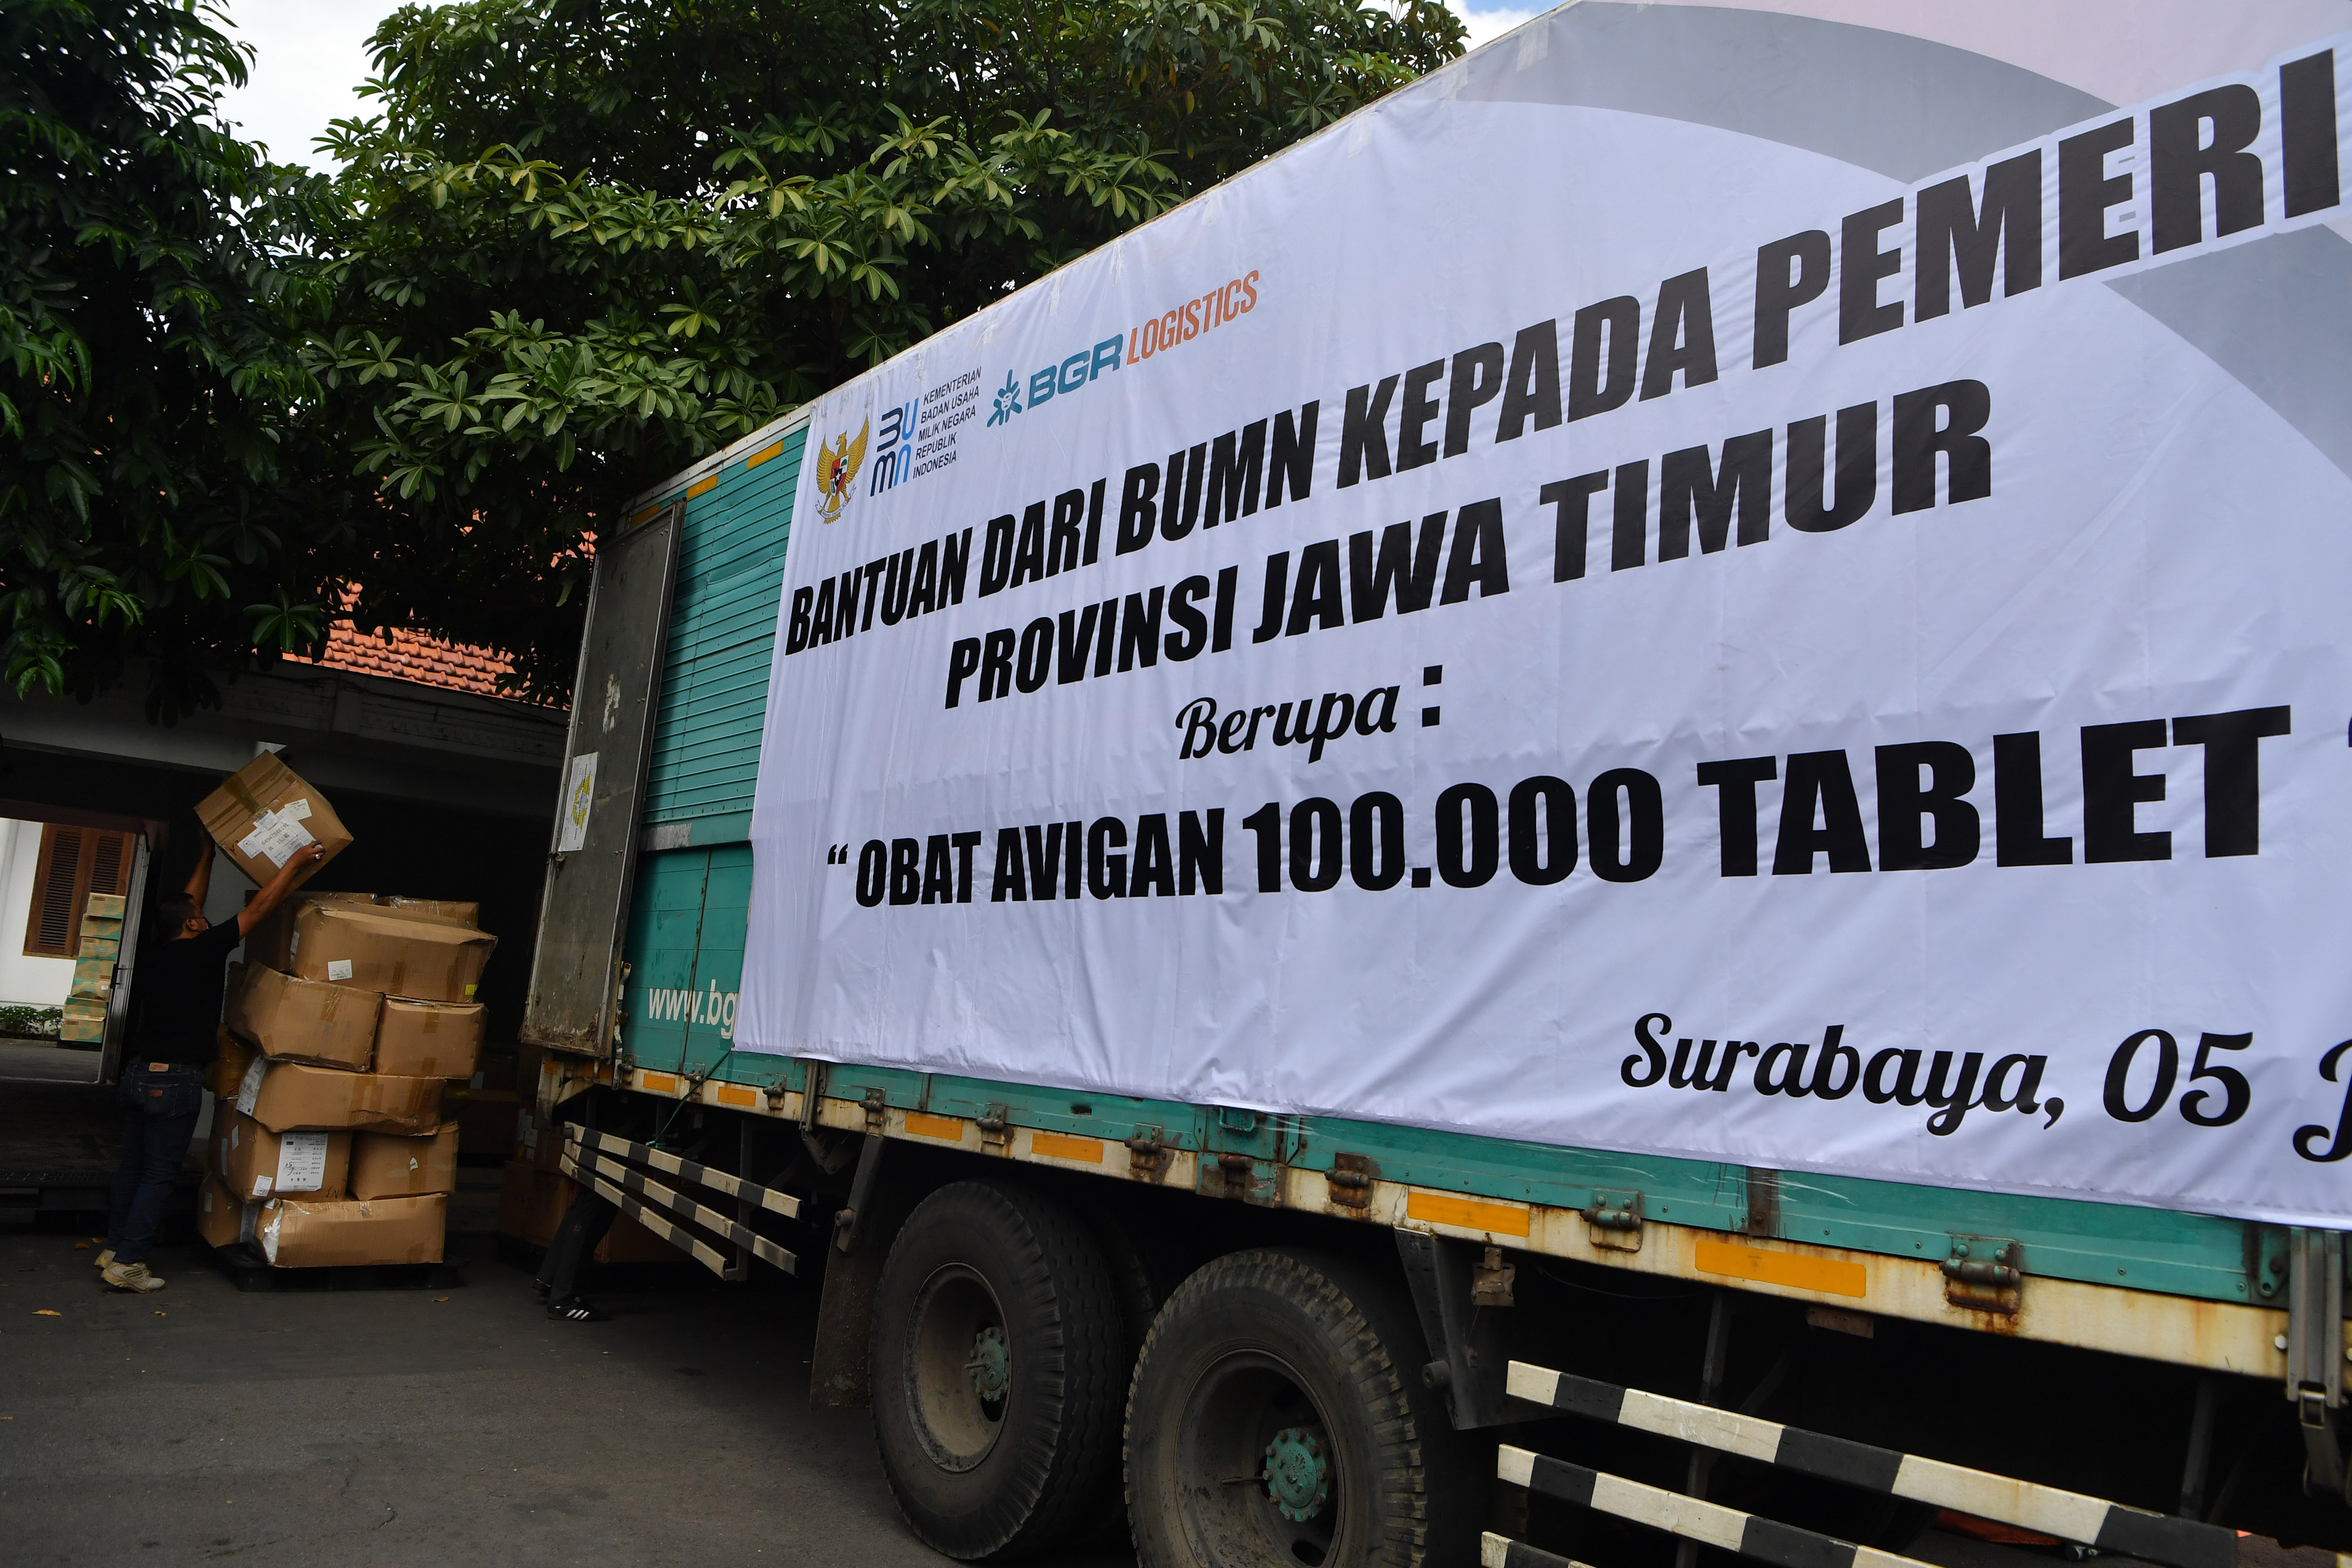 KEMENTERIAN
BADAN USAHA
MILIK NEGARA
REPUBLIK
INDONESIA
BGR LOGISTICS
BANTUAN DARI BUMN KEPADA PEMERI
PROVINSI JAWA TIMUR
Berupa :
“ OBAT AVIGAN 100.000 TABLET
Surabaya, 05 J
www.bg